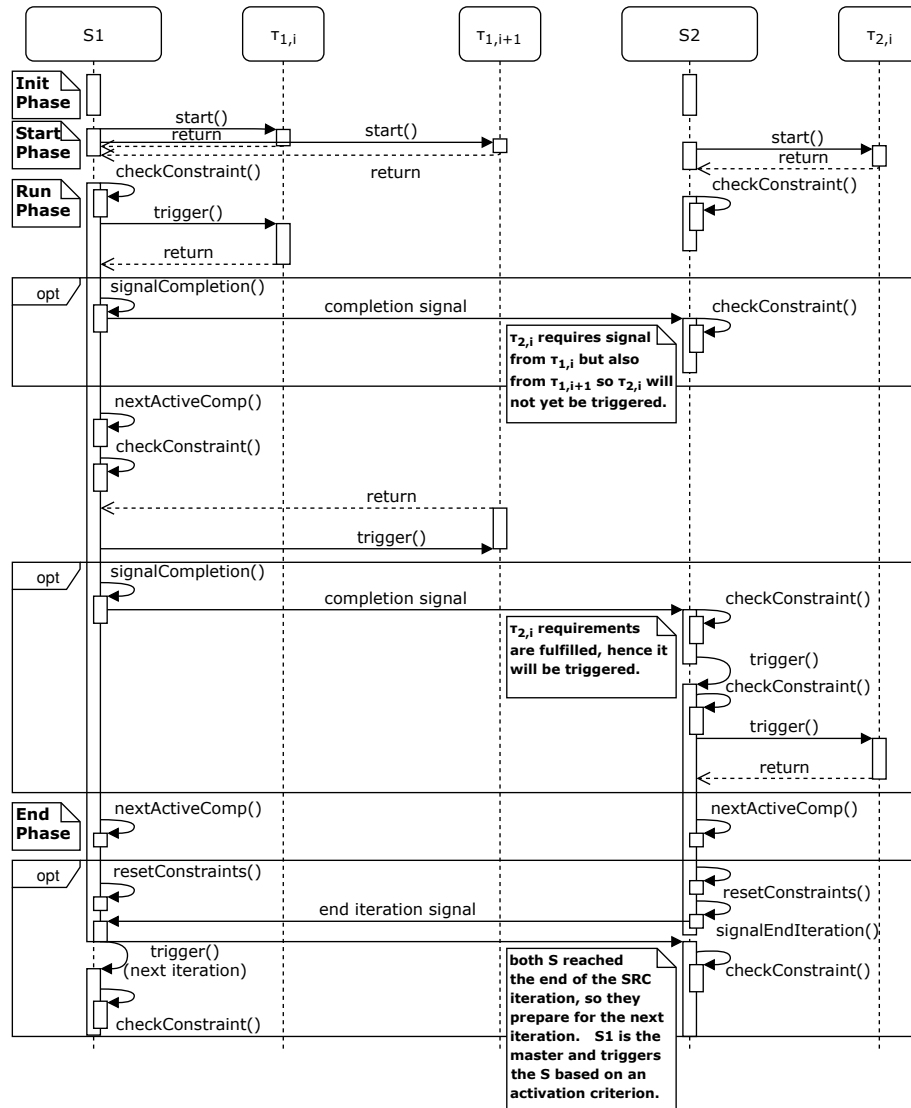 S1
τ1,i
τ1,i+1
S2
τ2,i
Init
Phase
Start
Phase
start()
return
start()
return
start()
return
Run
Phase
checkConstraint()
checkConstraint()
trigger()
return
opt
signalCompletion()
completion signal
checkConstraint()
τ2,i requires signal
from τ1,i but also
from τ1,i+1 so τ2,i will
not yet be triggered.
nextActiveComp()
checkConstraint()
return
trigger()
opt
signalCompletion()
completion signal
checkConstraint()
τ2,i requirements
are fulfilled, hence it
will be triggered.
trigger()
checkConstraint()
trigger()
return
End
Phase
nextActiveComp()
nextActiveComp()
opt
resetConstraints()
resetConstraints()
end iteration signal
signalEndIteration()
trigger()
(next iteration)
both S reached
the end of the SRC
iteration, so they
prepare for the next
iteration. S1 is the
master and triggers
the S based on an
activation criterion.
checkConstraint()
checkConstraint()